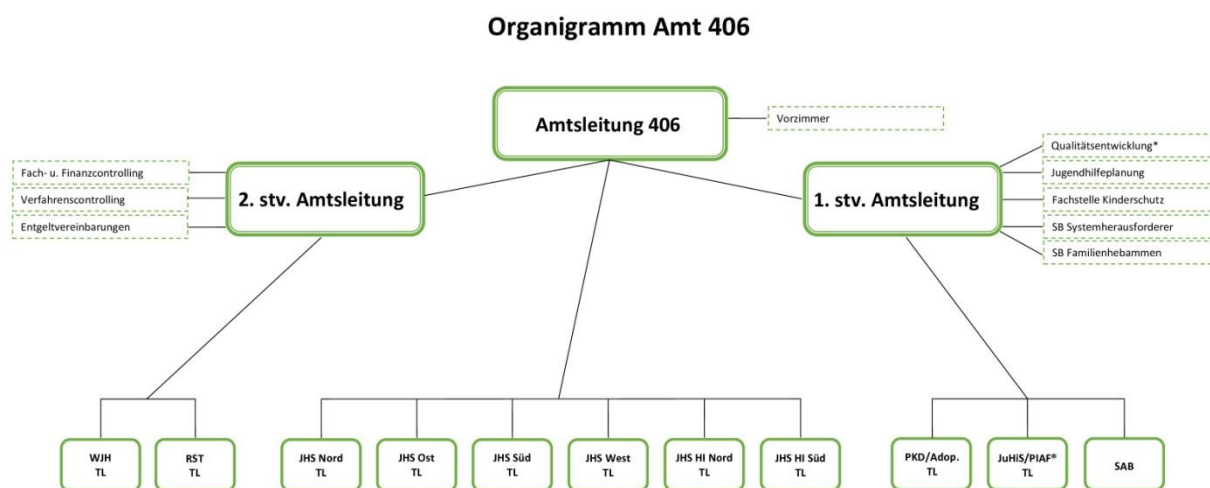 Organigramm Amt 406
Amtsleitung 406
Vorzimmer
Fach- u. Finanzcontrolling
Verfahrenscontrolling
Entgeltvereinbarungen
2. stv. Amtsleitung
1. stv. Amtsleitung
Qualitätsentwicklung*
Jugendhilfeplanung
Fachstelle Kinderschutz
SB Systemherausforderer
SB Familienhebammen
WJH
TL
RST
TL
JHS Nord
TL
JHS Ost
TL
JHS Süd
TL
JHS West
TL
JHS HI Nord
TL
JHS HI Süd
TL
PKD/Adop.
TL
JuHiS/PIAF®
TL
SAB